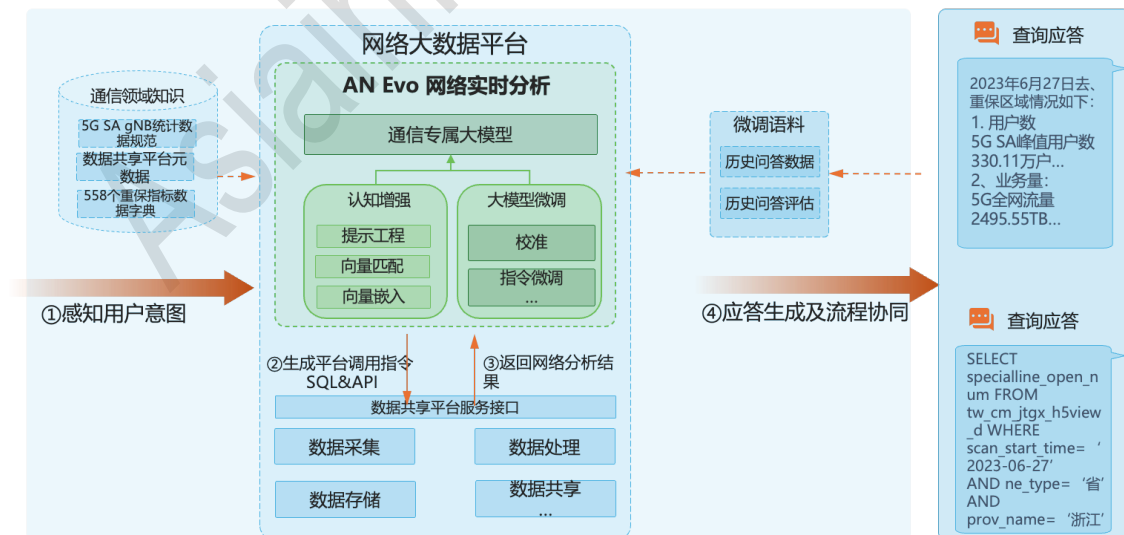 网络大数据平台
AN Evo 网络实时分析
通信专属大模型
认知增强
提示工程
向量匹配
向量嵌入
大模型微调
校准
指令微调
...
通信领域知识
5G SA gNB统计数
据规范
数据共享平台元
数据
558个重保指标数
据字典
①感知用户意图
②生成平台调用指令
SQL&API
③返回网络分析结
果
数据共享平台服务接口
数据采集
数据处理
数据存储
数据共享
...
微调语料
历史问答数据
历史问答评估
④应答生成及流程协同
查询应答
2023年6月27日去、
重保区域情况如下：
1. 用户数
5G SA峰值用户数
330.11万户...
2、业务量：
5G全网流量
2495.55TB...
查询应答
SELECT
specialline_open_n
um FROM
tw_cm_jtgx_h5view
_d WHERE
scan_start_time= ‘
2023-06-27’
AND ne_type= ‘省’
AND
prov_name= ‘浙江’